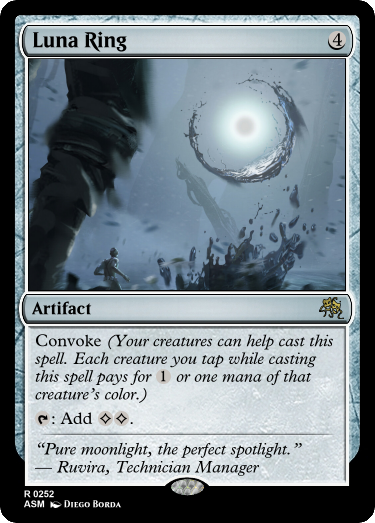 Luna Ring 4
Artifact
Convoke (Your creatures can help cast this
spell. Each creature you tap while casting
this spell pays for 1 or one mana of that
creature's color.)
: Add .
“Pure moonlight, the perfect spotlight.”
— Ruvira, Technician Manager
R 0252
ASM Diego Borda